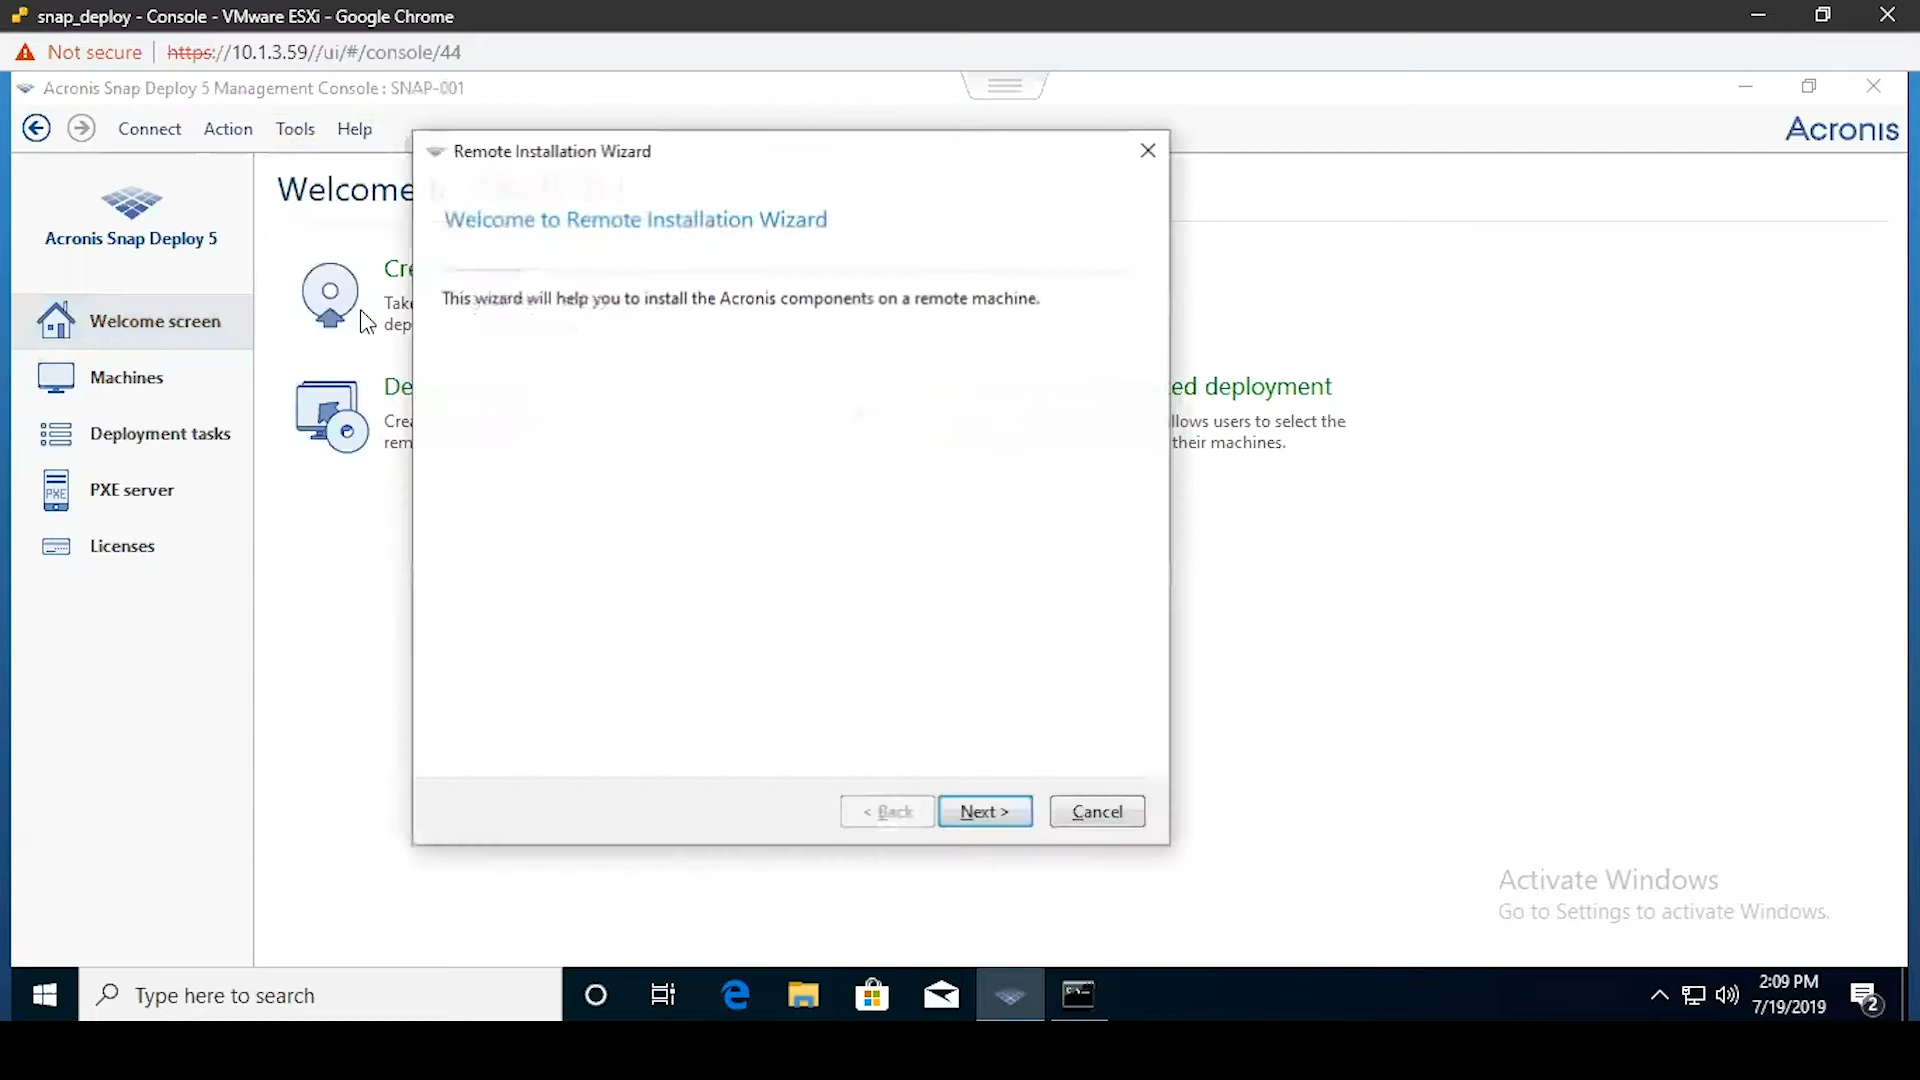 snap_deploy - Console - VMware ESXi - Google Chrome
Not secure https://10.1.3.59//ui/#/console/44
Acronis Snap Deploy 5 Management Console : SNAP-001
Connect Action Tools Help
Acronis
Remote Installation Wizard
Acronis Snap Deploy 5
Welcome
Welcome to Remote Installation Wizard
Cre
Take
dep
This wizard will help you to install the Acronis components on a remote machine.
Welcome screen
Machines
De
Crea
rem
ed deployment
llows users to select the
their machines.
Deployment tasks
PXE
PXE server
Licenses
< Back Next > Cancel
Activate Windows
Go to Settings to activate Windows.
Type here to search
2:09 PM
7/19/2019
2